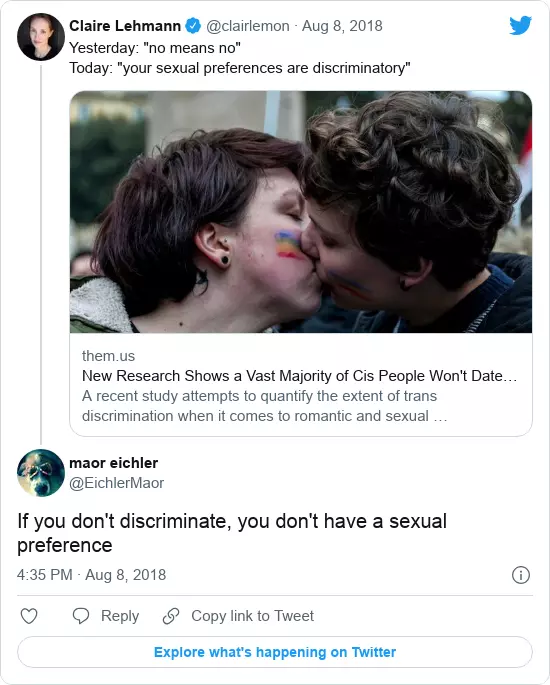 Claire Lehmann @clairlemon · Aug 8, 2018
Yesterday: "no means no"
Today: "your sexual preferences are discriminatory"
them.us
New Research Shows a Vast Majority of Cis People Won't Date…
A recent study attempts to quantify the extent of trans
discrimination when it comes to romantic and sexual …
maor eichler
@EichlerMaor
If you don't discriminate, you don't have a sexual
preference
4:35 PM · Aug 8, 2018
Reply Copy link to Tweet
Explore what's happening on Twitter